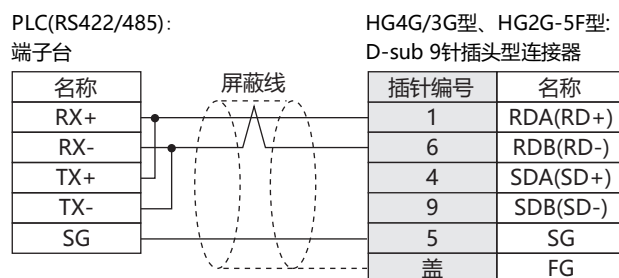 PLC(RS422/485):
端子台
HG4G/3G型、HG2G-5F型:
D-sub 9针插头型连接器
屏蔽线
名称
RX+
RX-
TX+
TX-
SG
插针编号 名称
1 RDA(RD+)
6 RDB(RD-)
4 SDA(SD+)
9 SDB(SD-)
5 SG
盖 FG